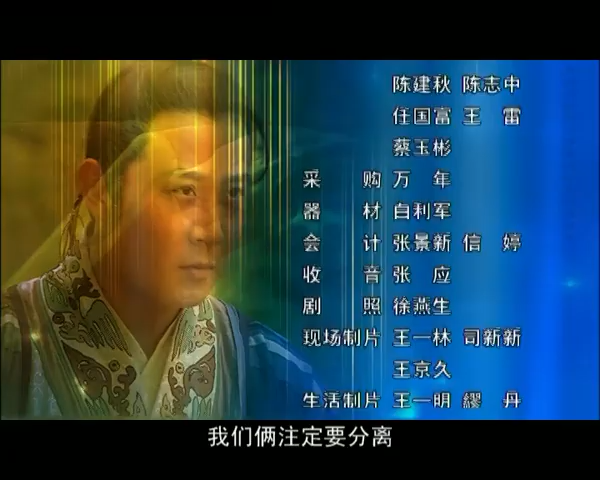 陈建秋 陈志中
任国富 王 雷
蔡玉彬
采 购 万 年
器 材 自利军
会 计 张景新 信 婷
收 音 张 应
剧 照 徐燕生
现场制片 王一林 司新新
王京久
生活制片 王一明 繆 丹
我们俩注定要分离